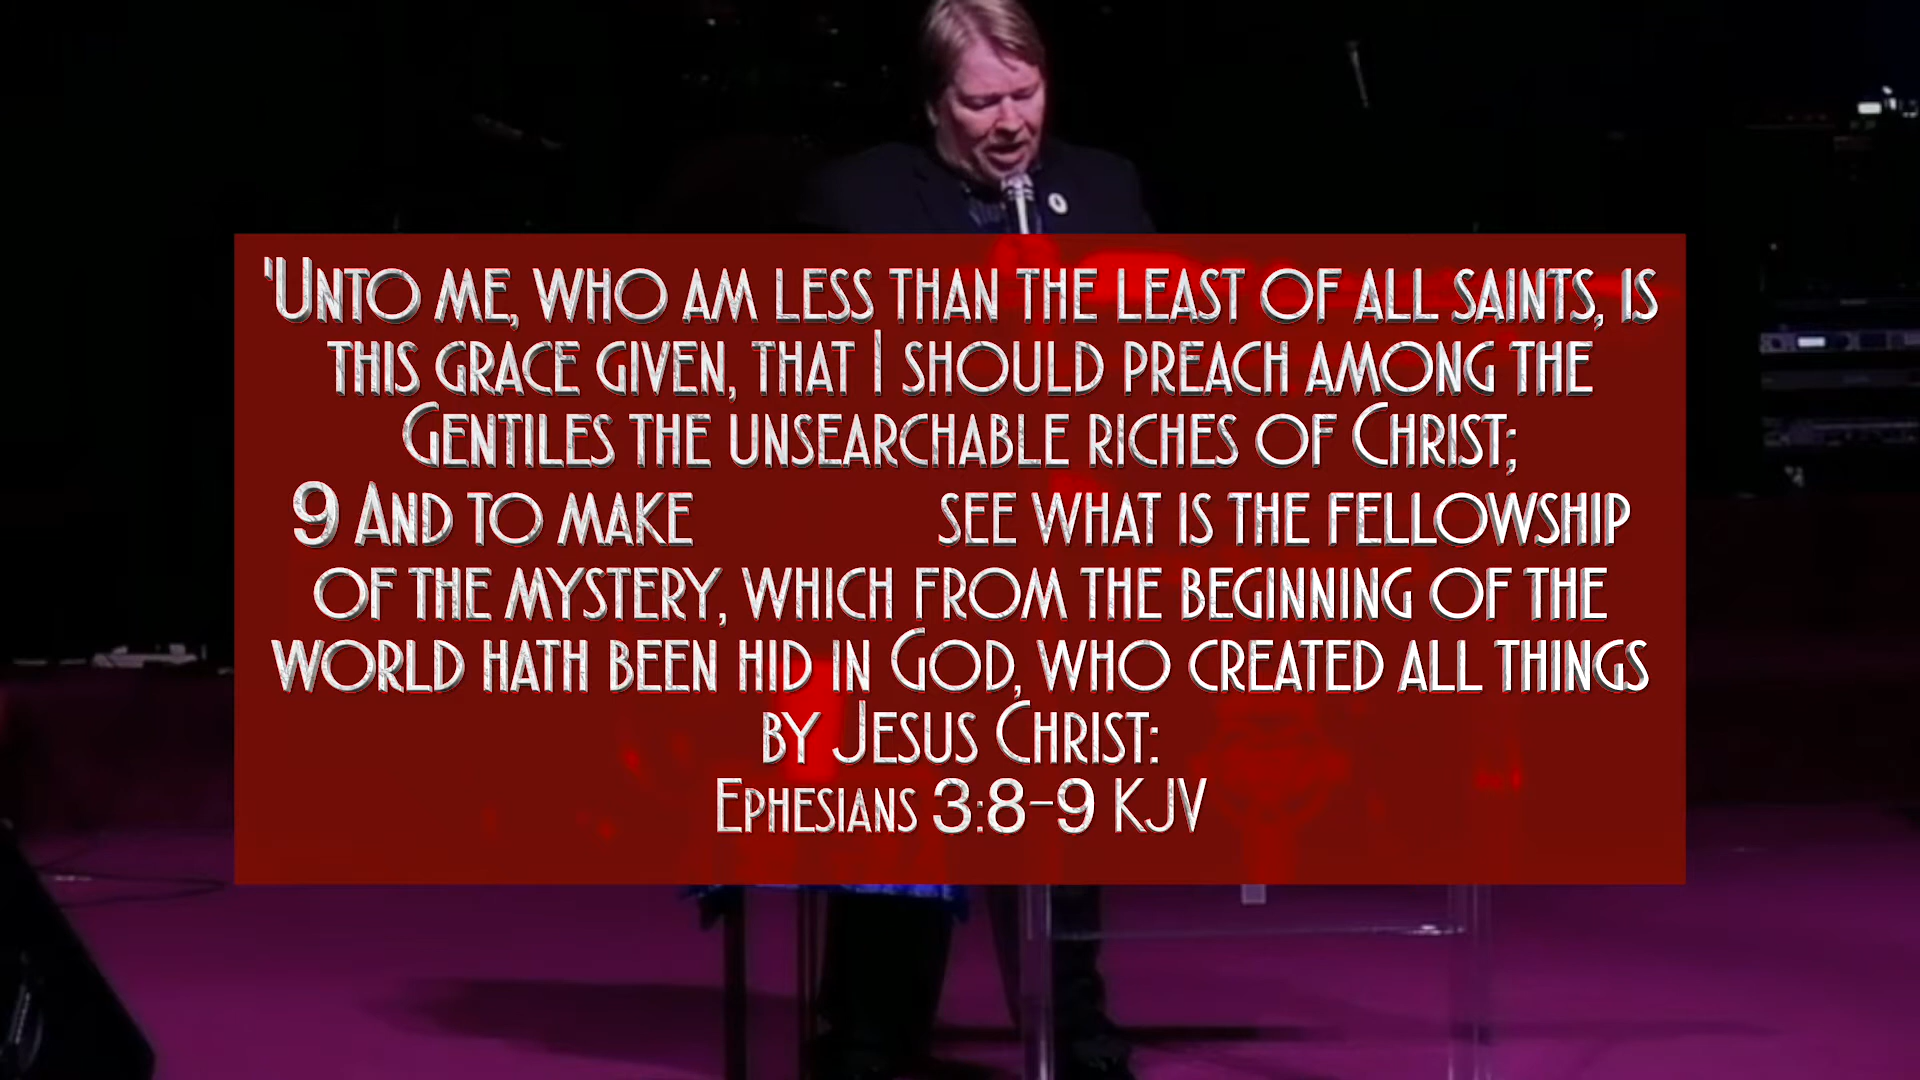 'Unto me, who am less than the least of all saints, is
this grace given, that I should preach among the
Gentiles the unsearchable riches of Christ;
9 And to make see what is the fellowship
of the mystery, which from the beginning of the
world hath been hid in God, who created all things
by Jesus Christ:
Ephesians 3:8-9 KJV